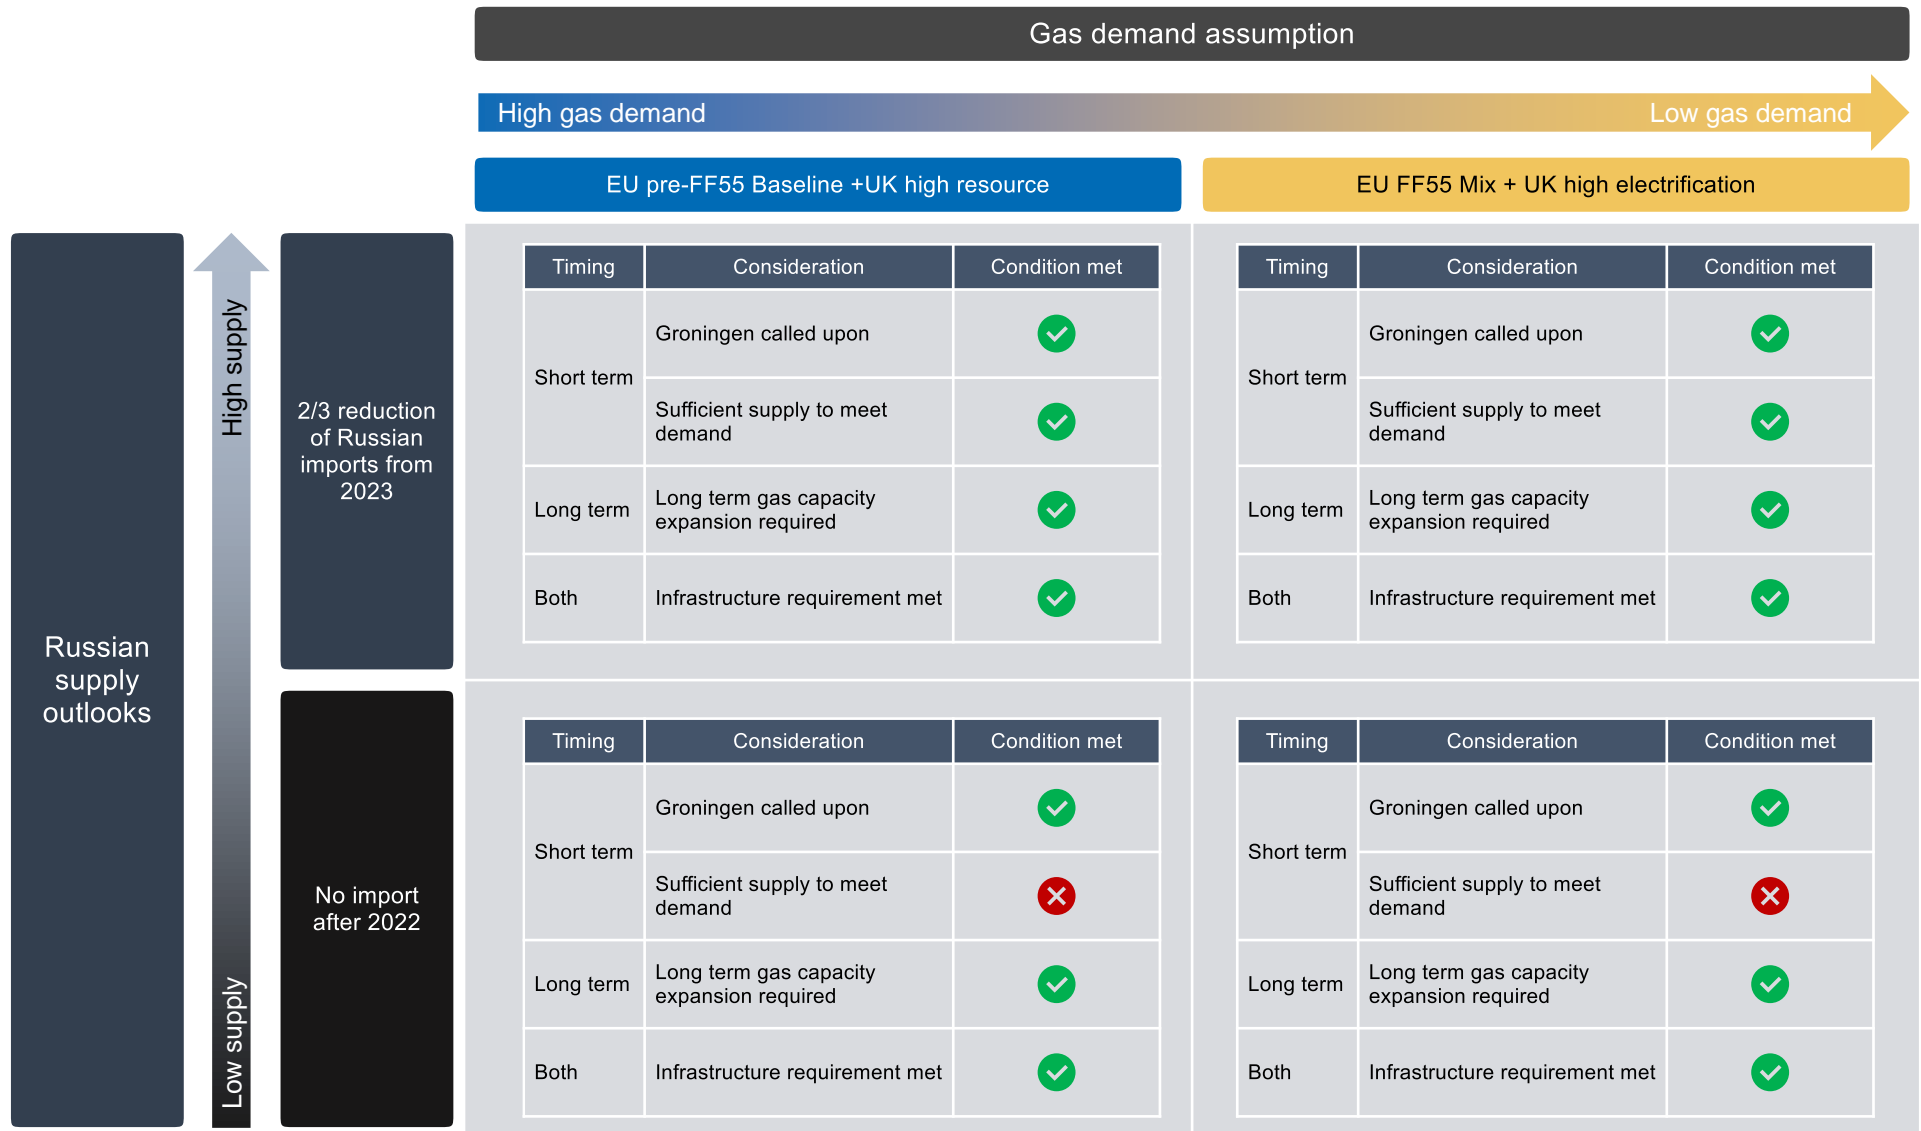 Gas demand assumption
High gas demand
Low gas demand
EU pre-FF55 Baseline +UK high resource
EU FF55 Mix + UK high electrification
Russian
supply
outlooks
High supply
Low supply
2/3 reduction
of Russian
imports from
2023
Timing
Consideration
Condition met
Short term
Groningen called upon
Sufficient supply to meet
demand
Long term
Long term gas capacity
expansion required
Both
Infrastructure requirement met
Timing
Consideration
Condition met
Short term
Groningen called upon
Sufficient supply to meet
demand
Long term
Long term gas capacity
expansion required
Both
Infrastructure requirement met
No import
after 2022
Timing
Consideration
Condition met
Short term
Groningen called upon
Sufficient supply to meet
demand
Long term
Long term gas capacity
expansion required
Both
Infrastructure requirement met
Timing
Consideration
Condition met
Short term
Groningen called upon
Sufficient supply to meet
demand
Long term
Long term gas capacity
expansion required
Both
Infrastructure requirement met